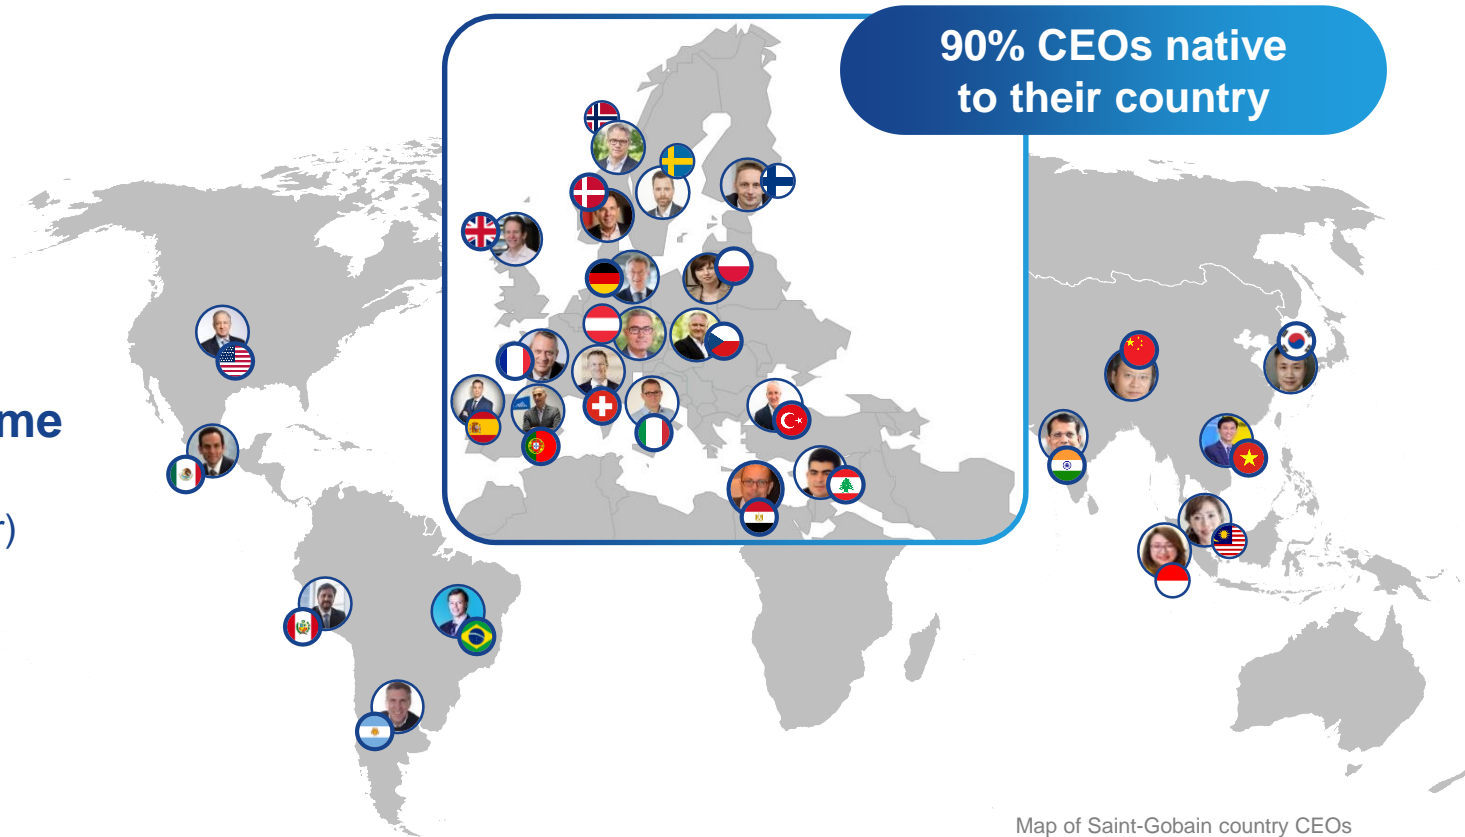 90% CEOs native
to their country
me
r)
Map of Saint-Gobain country CEOs